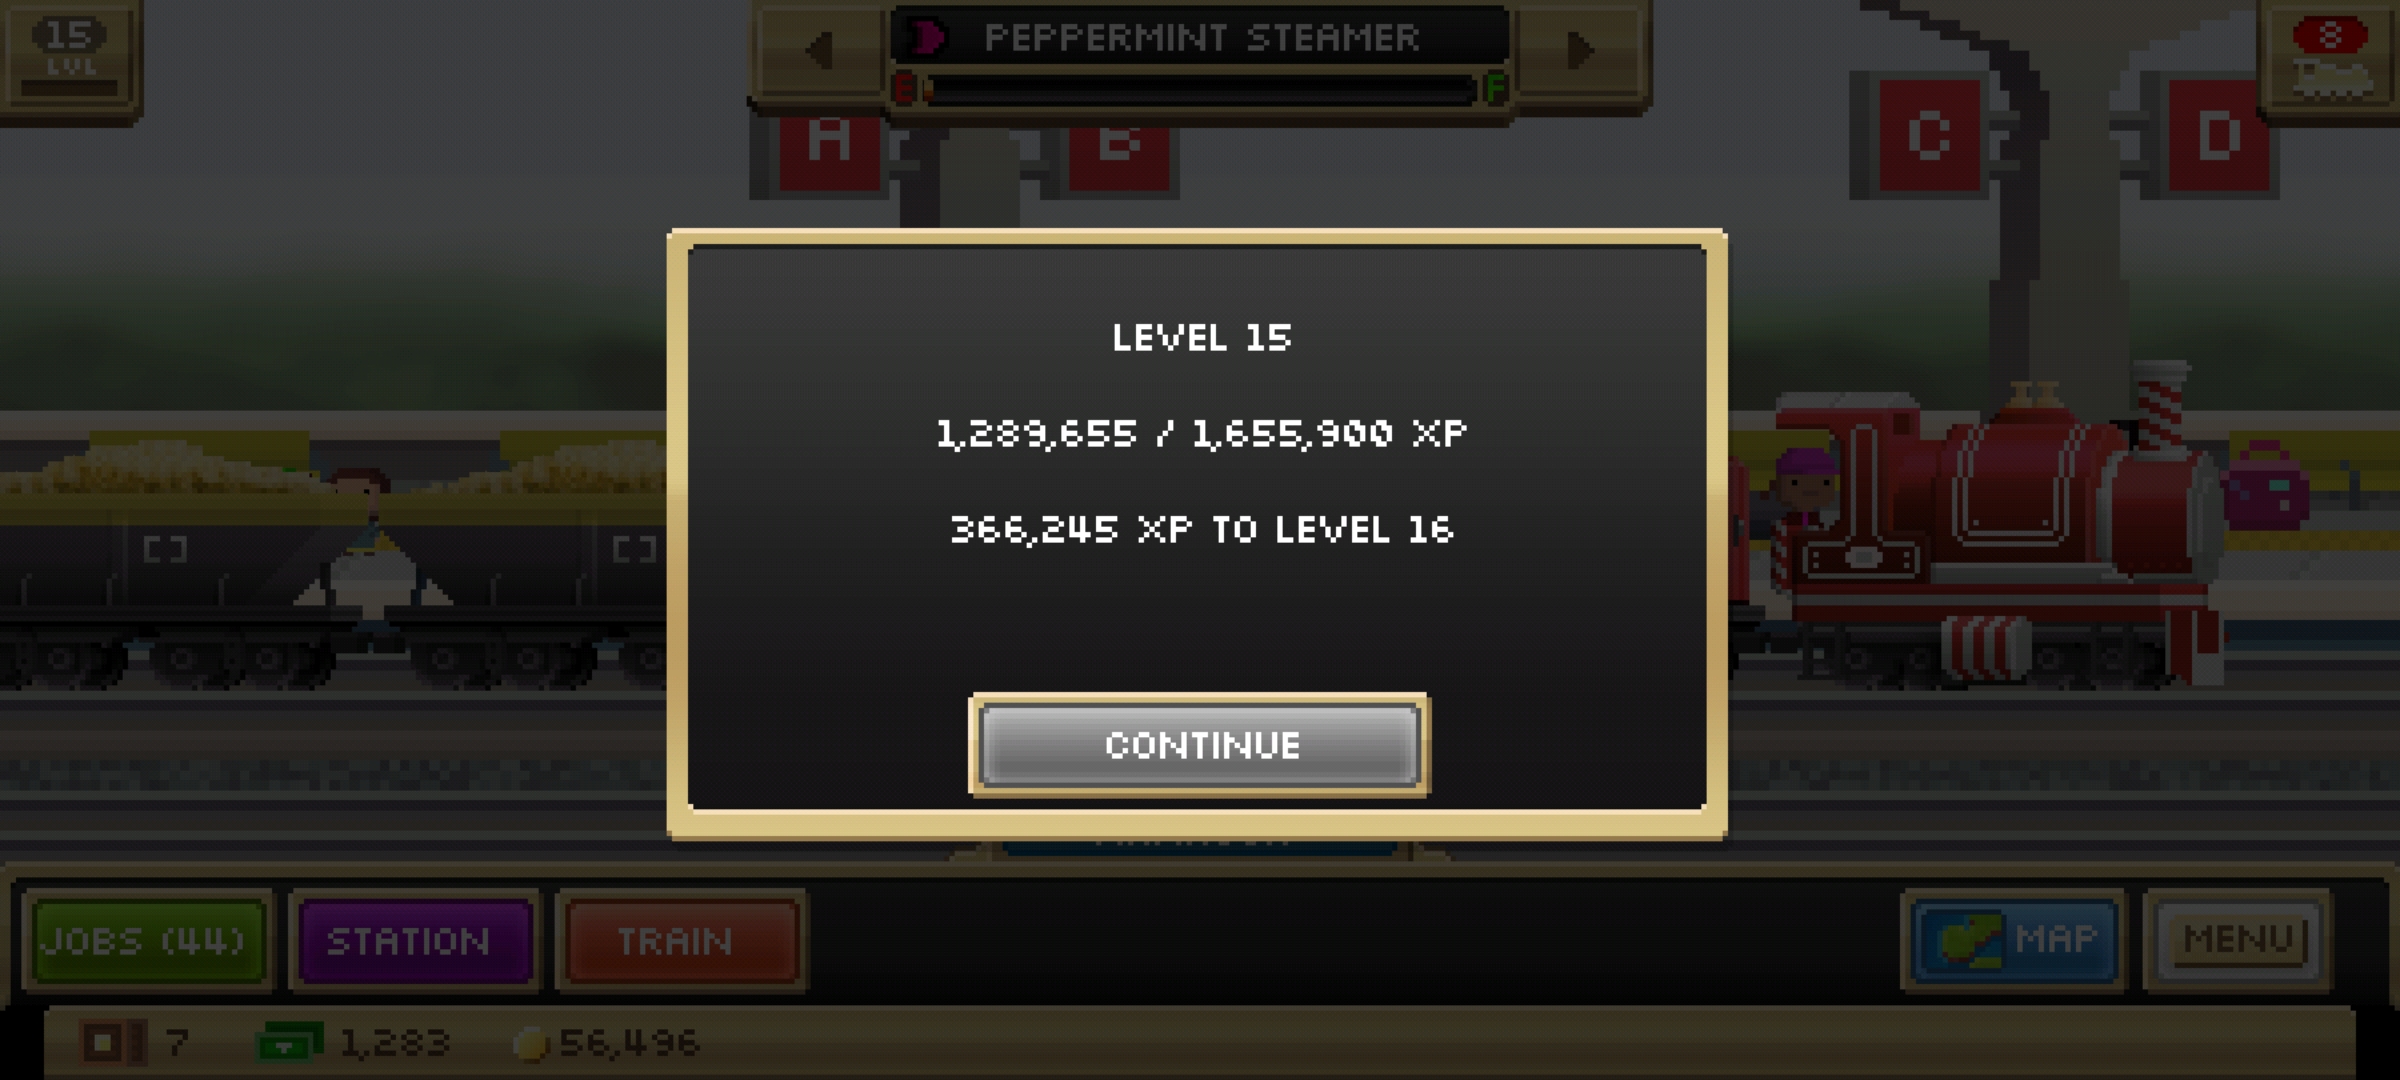 15
LVL
PEPPERMINT STEAMER
E F
8
A B C D
LEVEL 15
1,289,655 / 1,655,900 XP
366,245 XP TO LEVEL 16
CONTINUE
JOBS (44) STATION TRAIN MAP MENU
7 1,283 56,496